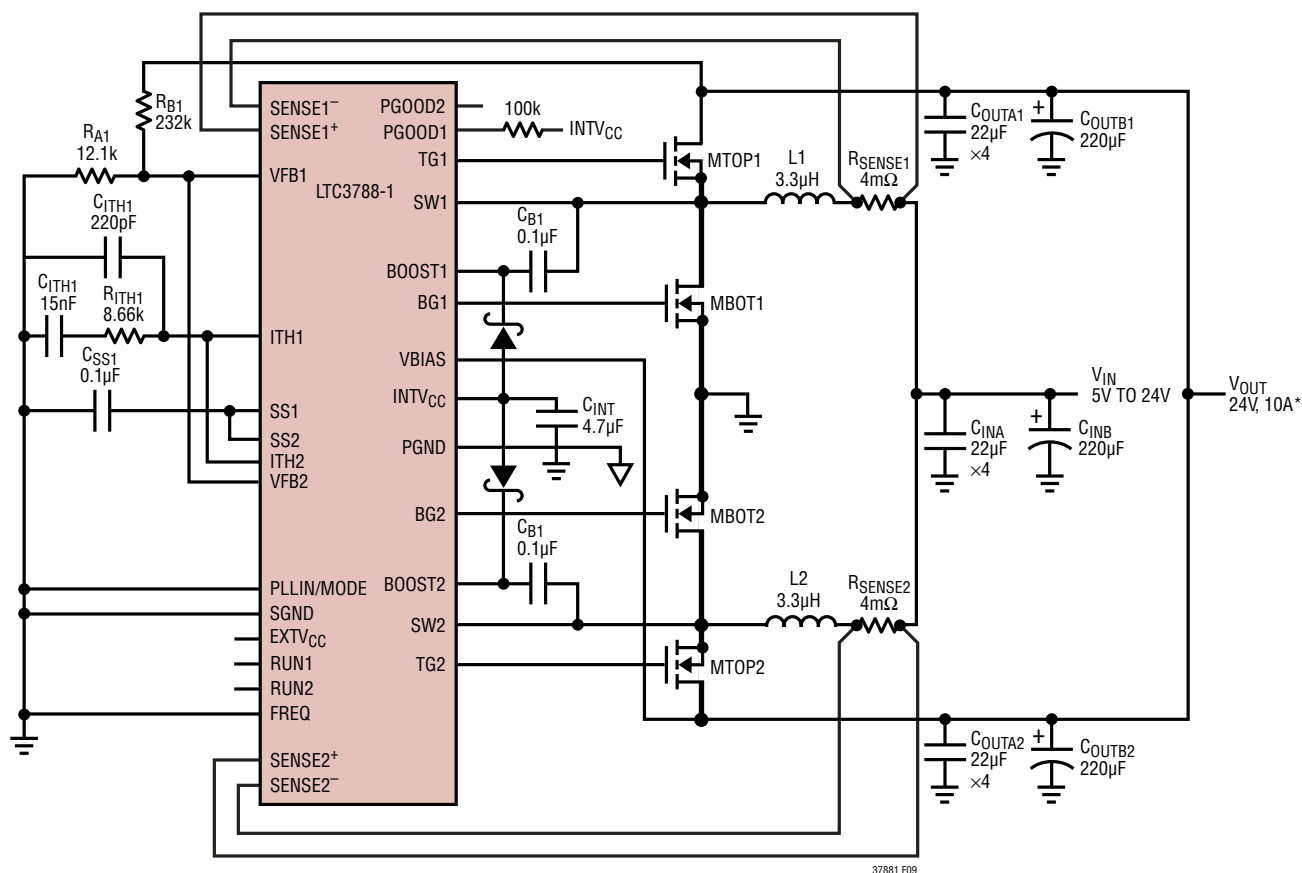 SENSE1–
SENSE1+
VFB1
LTC3788-1
ITH1
SS1
SS2
ITH2
VFB2
PLLIN/MODE
SGND
EXTVCC
RUN1
RUN2
FREQ
SENSE2+
SENSE2–
PGOOD2
PGOOD1
TG1
SW1
BOOST1
BG1
VBIAS
INTVCC
PGND
BG2
BOOST2
SW2
TG2
RB1
232k
RA1
12.1k
CITH1
220pF
CITH1
15nF
RITH1
8.66k
CSS1
0.1µF
100k
INTVCC
CB1
0.1µF
CINT
4.7µF
CB1
0.1µF
MTOP1
MBOT1
MBOT2
MTOP2
L1
3.3µH
RSENSE1
4mΩ
L2
3.3µH
RSENSE2
4mΩ
COUTA1
22µF
×4
+
COUTB1
220µF
VIN
5V TO 24V
VOUT
24V, 10A*
CINA
22µF
×4
+
CINB
220µF
COUTA2
22µF
×4
+
COUTB2
220µF
37881 F09